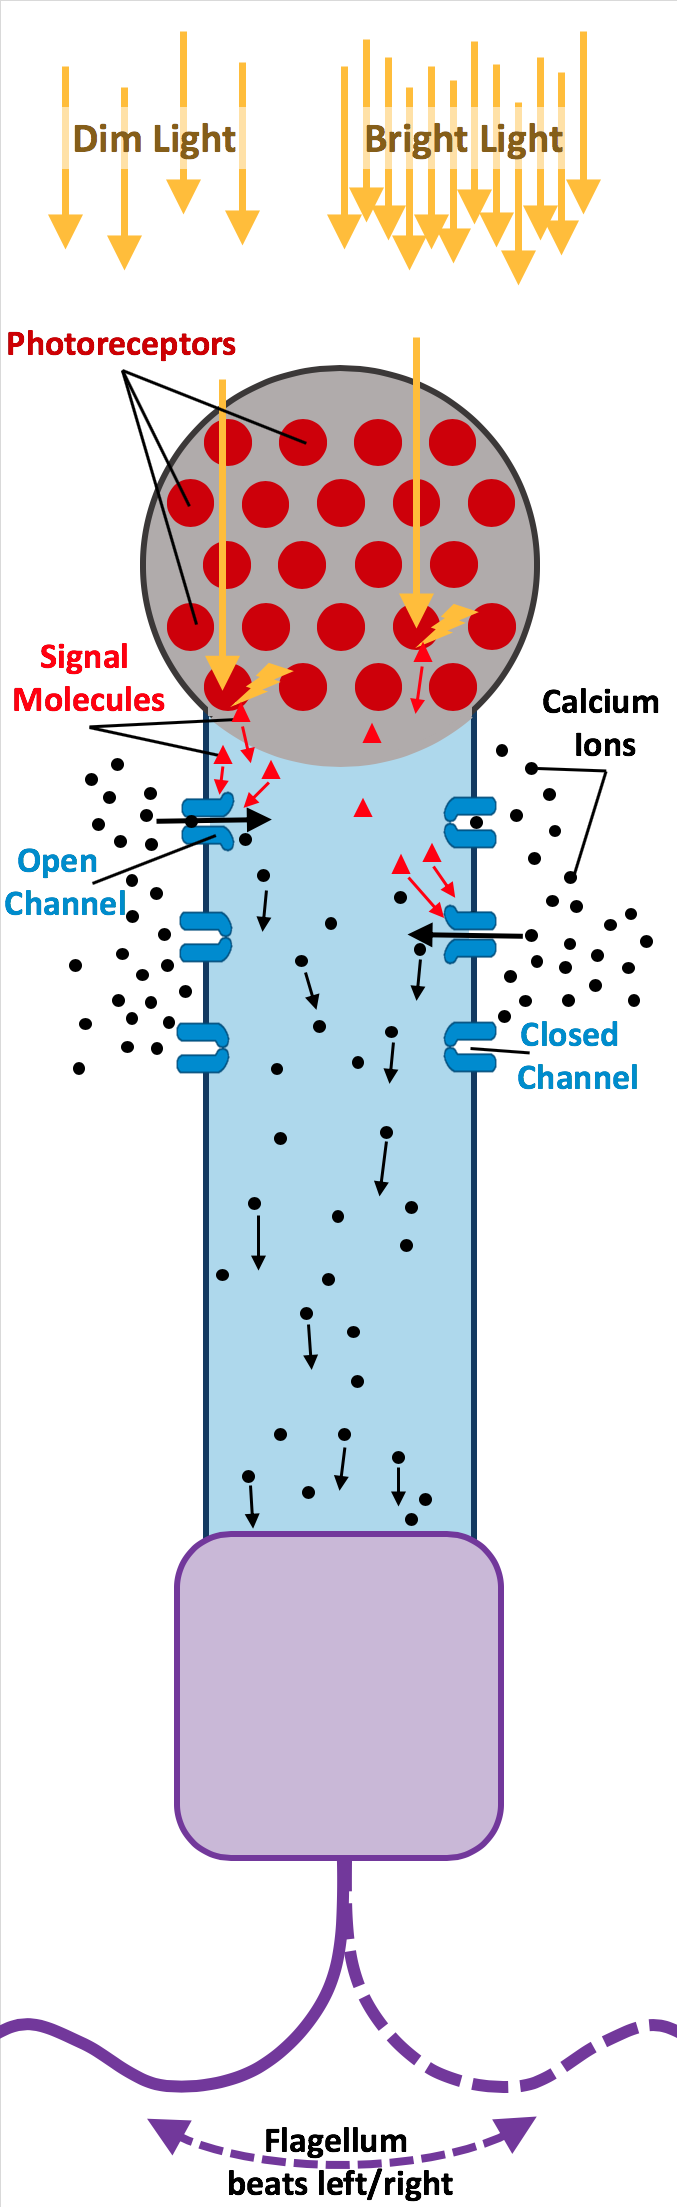 Dim Light
Bright Light
Photoreceptors
Signal
Molecules
Calcium
Ions
Open
Channel
Closed
Channel
Flagellum
beats left/right